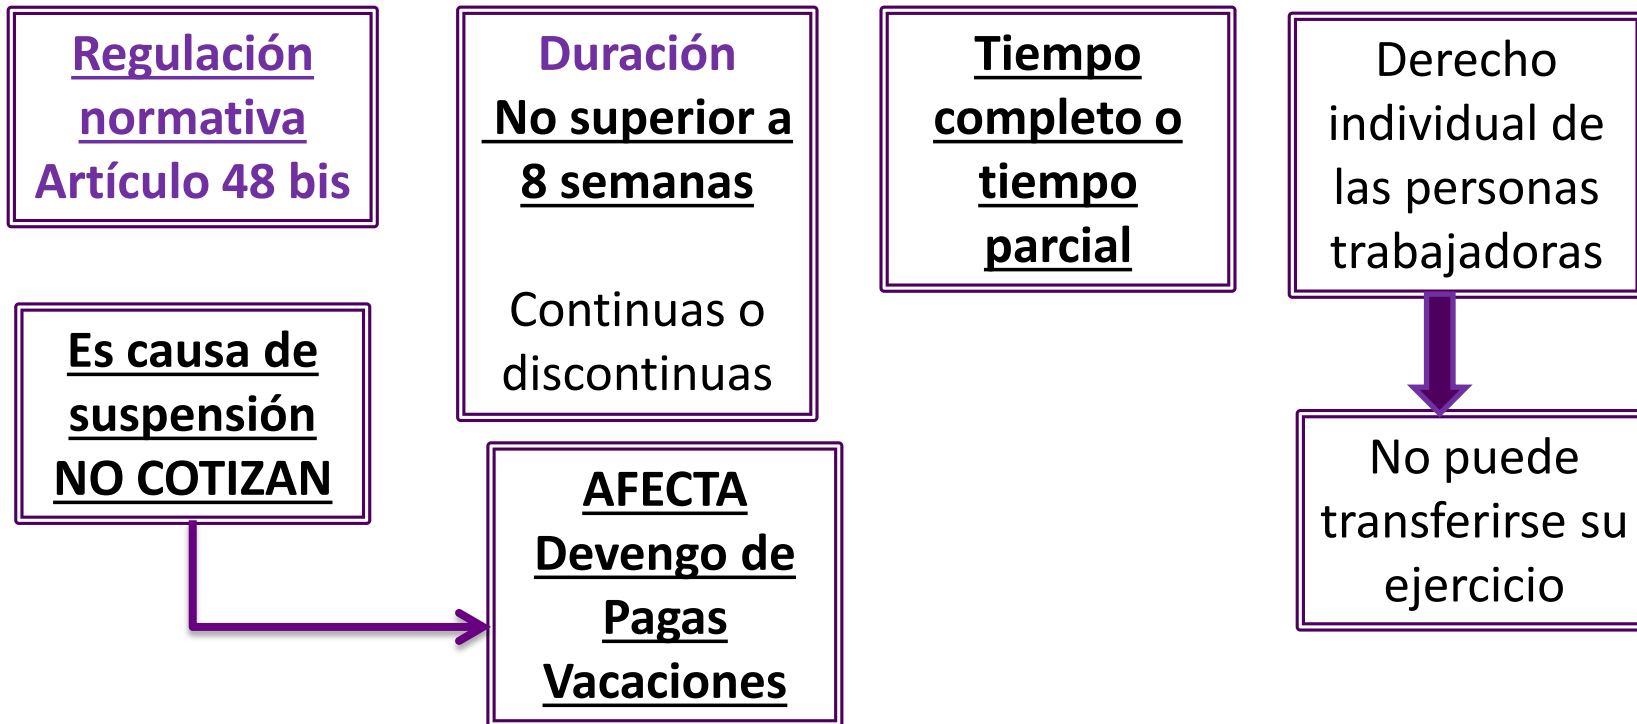 Regulación
normativa
Artículo 48 bis
Duración
No superior a
8 semanas
Continuas o
discontinuas
Tiempo
completo o
tiempo
parcial
Derecho
individual de
las personas
trabajadoras
Es causa de
suspensión
NO COTIZAN
AFECTA
Devengo de
Pagas
Vacaciones
No puede
transferirse su
ejercicio